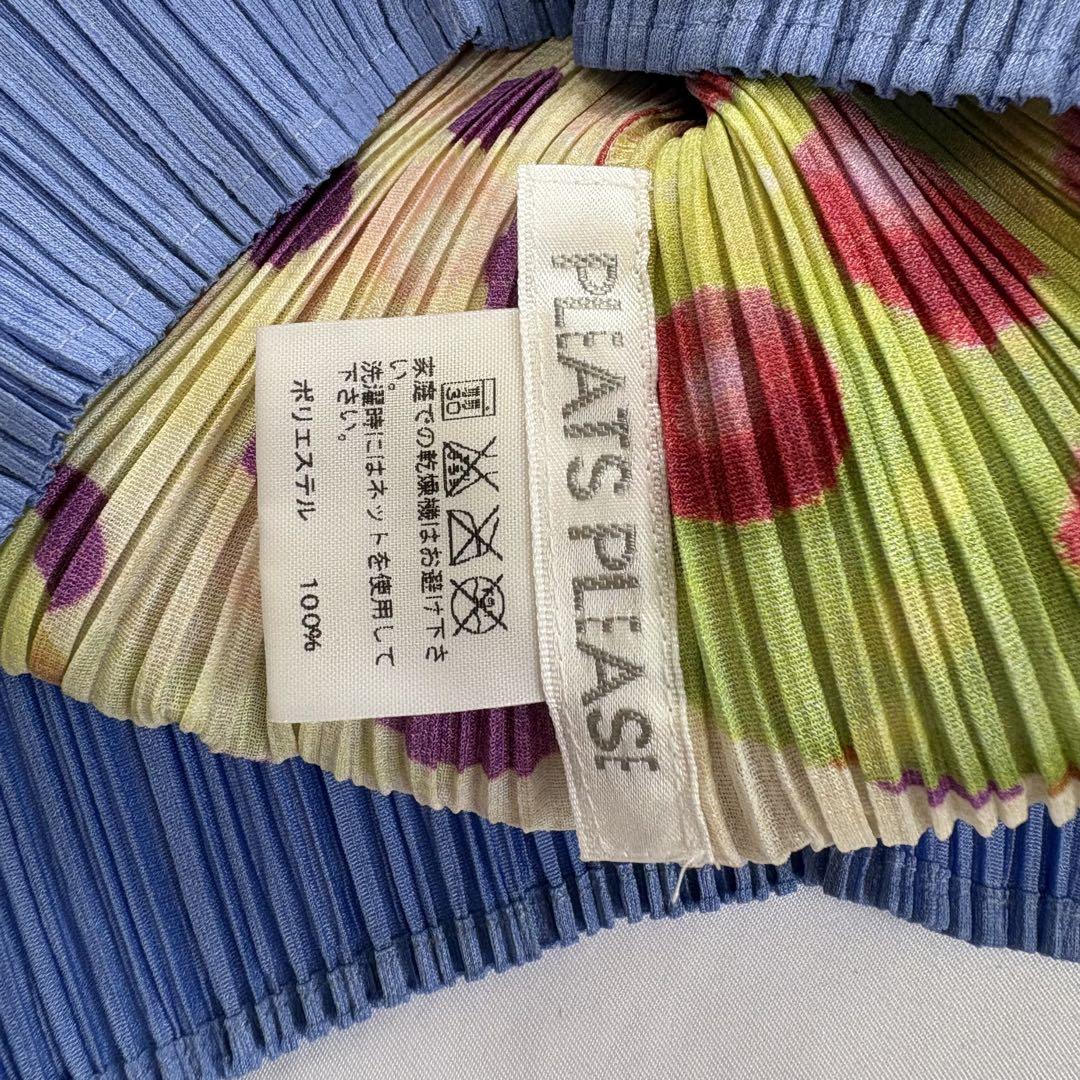 PLEATS PLEASE
30
家庭での乾燥機はお避け下さ
い。
洗濯時にはネットを使用して
下さい。
ポリエステル 100%